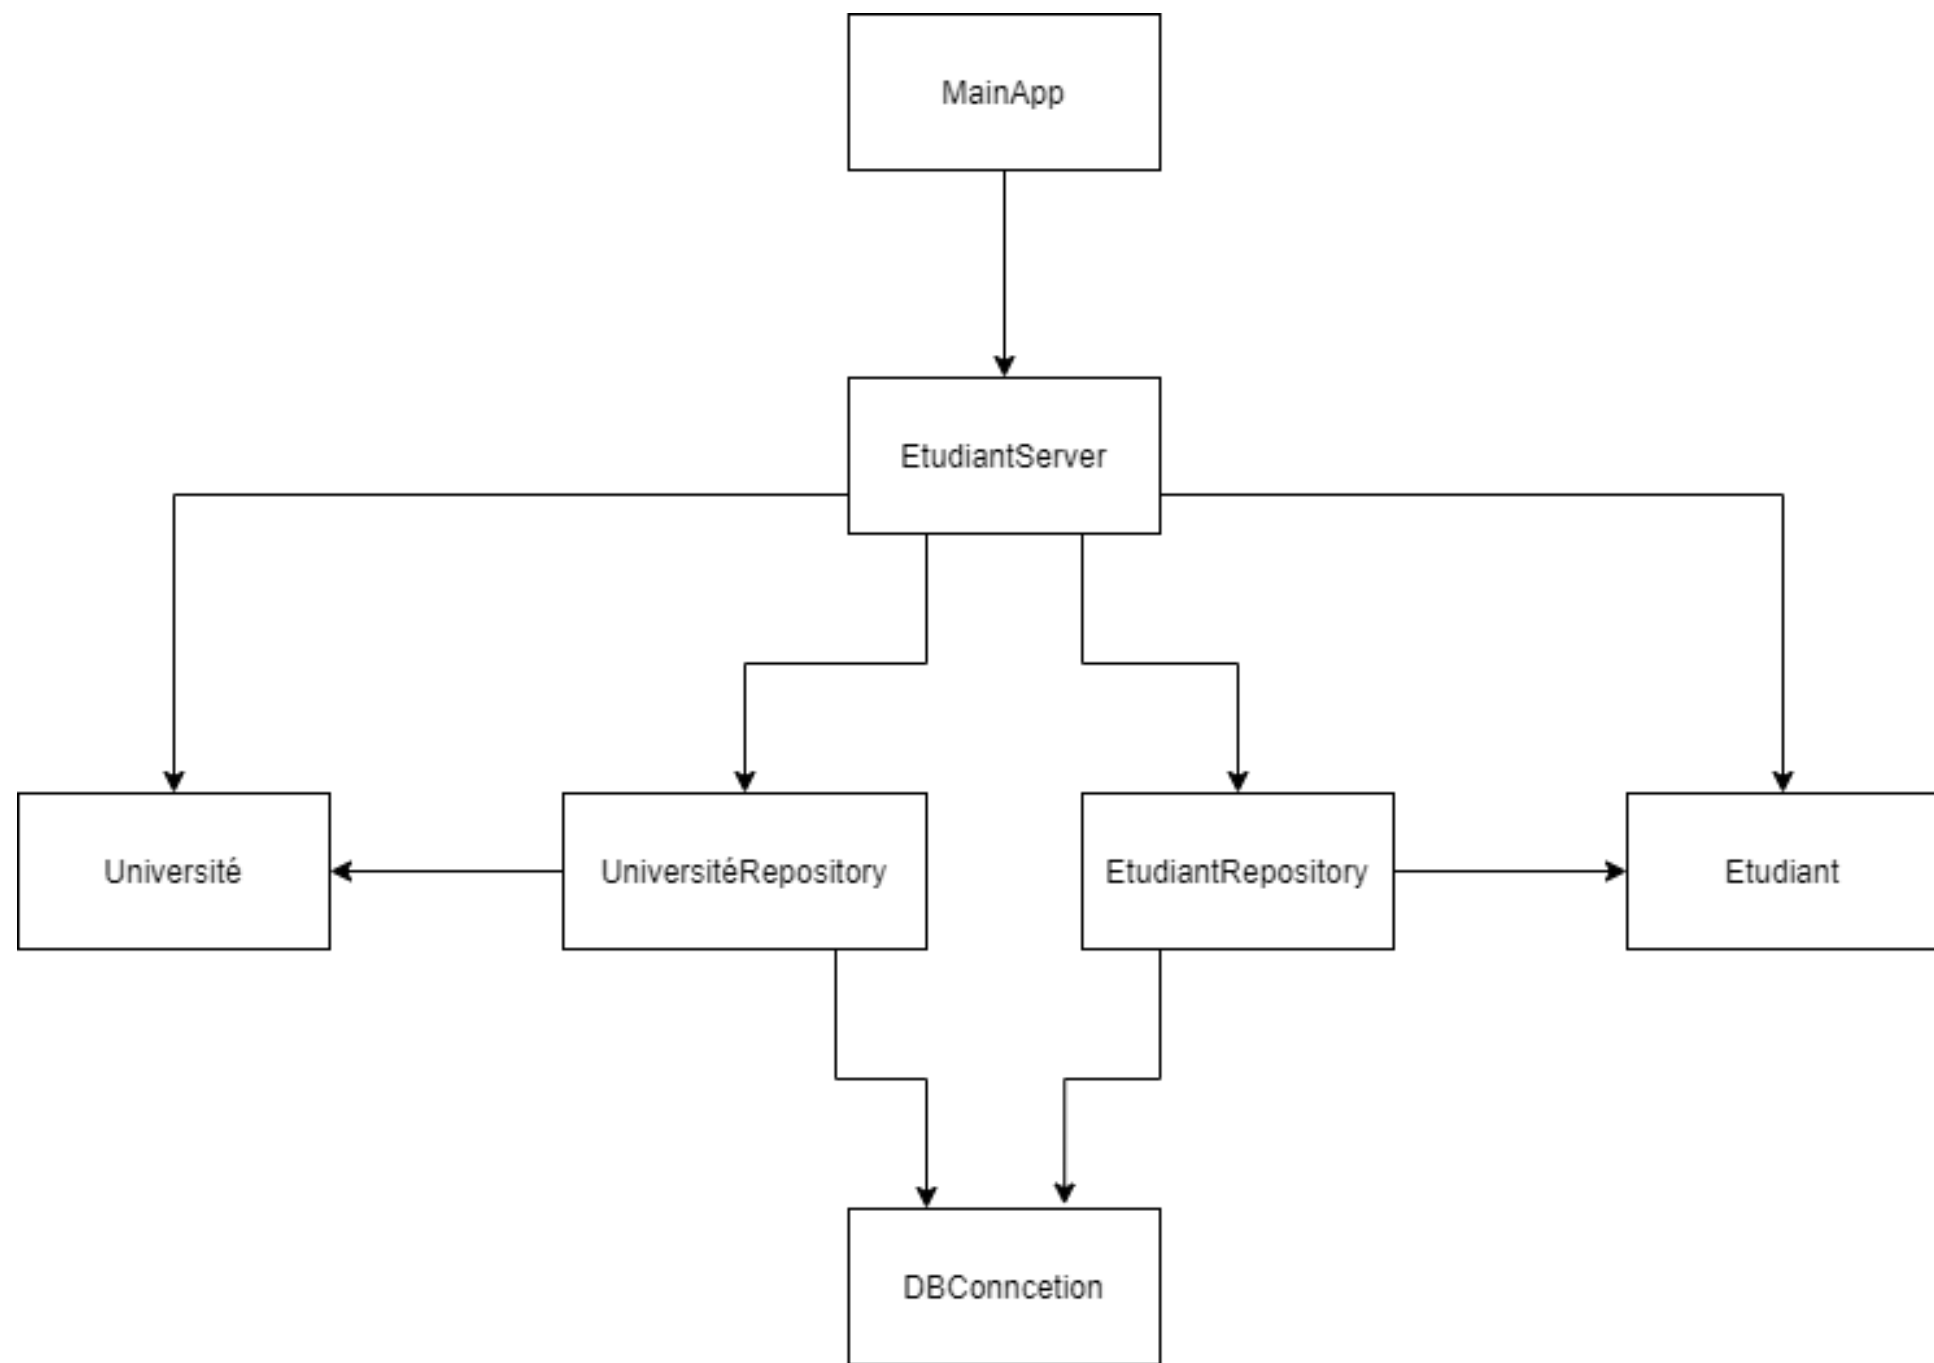 MainApp
EtudiantServer
Université
UniversitéRepository
EtudiantRepository
Etudiant
DBConncetion